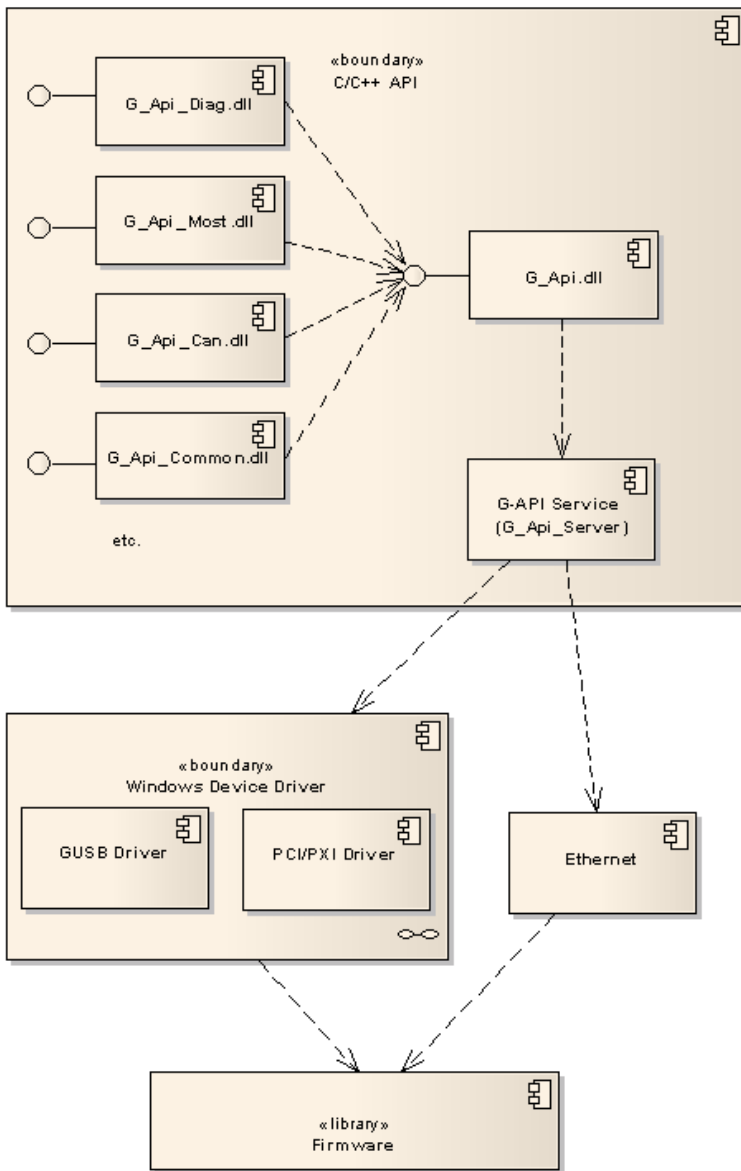 «boundary»
C/C++ API
G_Api_Diag.dll
G_Api_Most.dll
G_Api.dll
G_Api_Can.dll
G_Api_Common.dll
G-API Service
(G_Api_Server)
etc.
«boundary»
Windows Device Driver
GUSB Driver
PCI/PXI Driver
Ethernet
«library»
Firmware